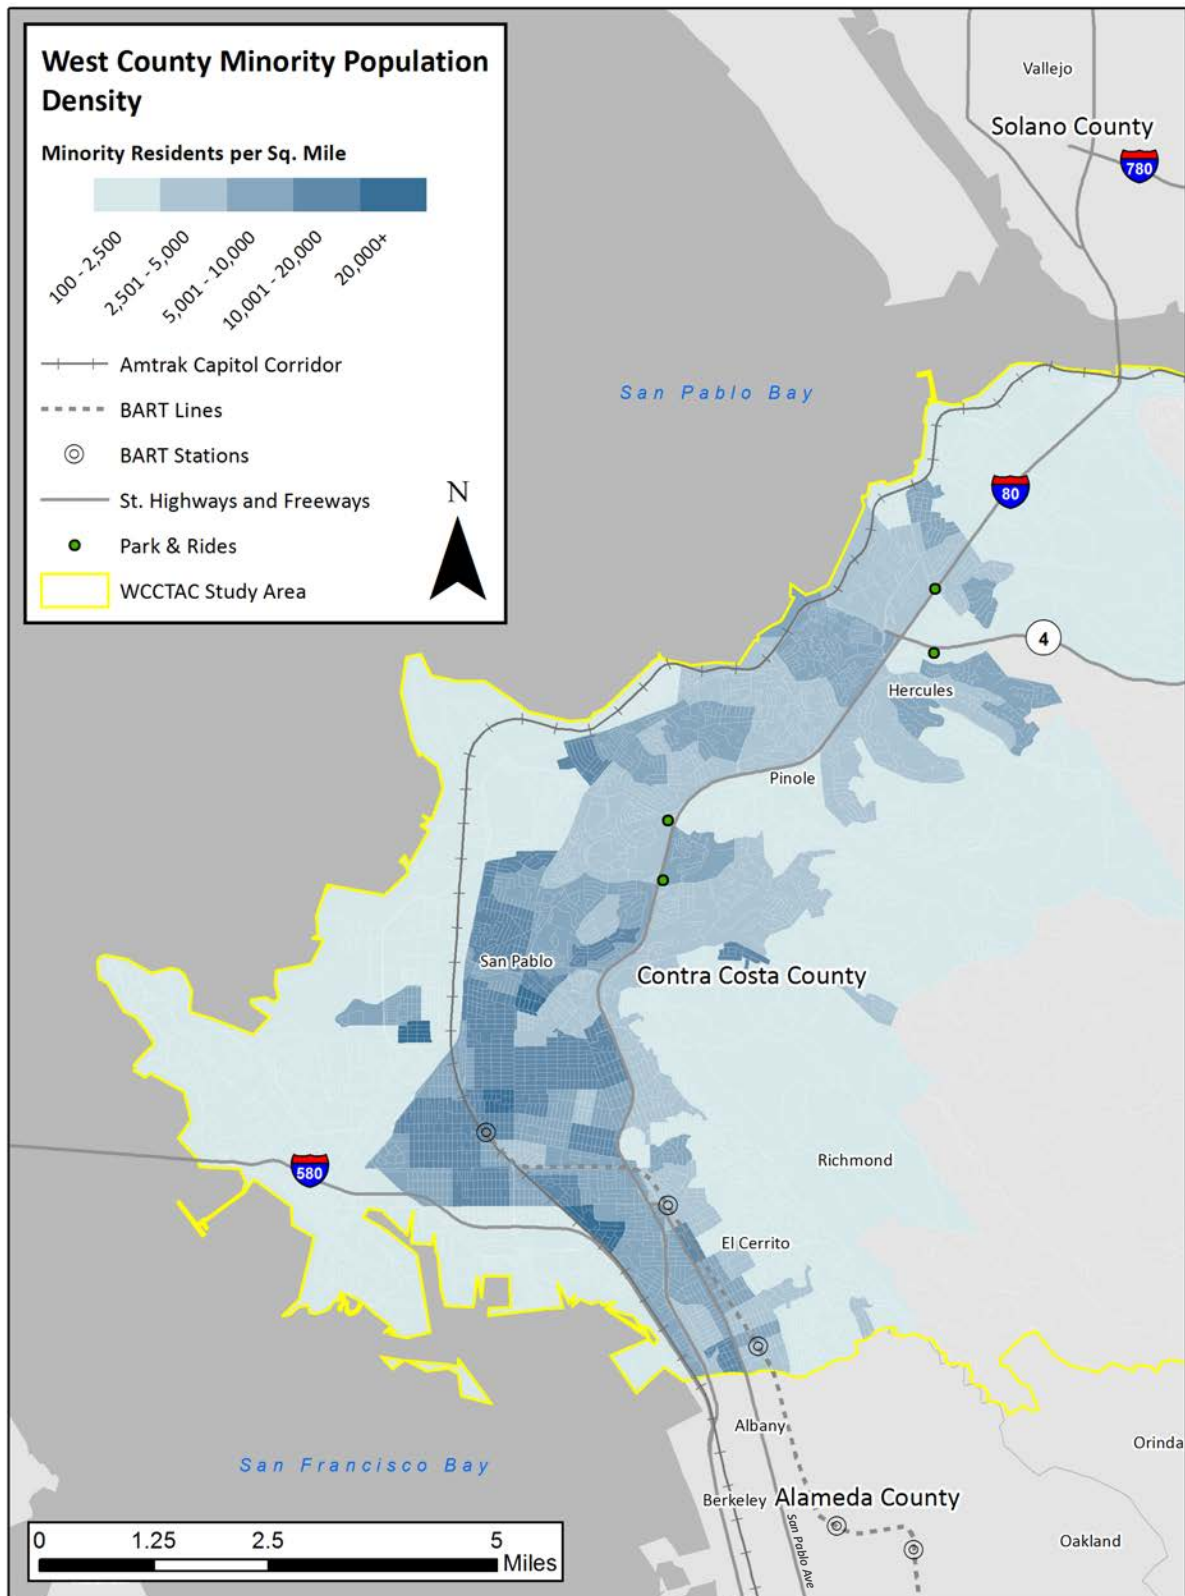 West County Minority Population
Density
Minority Residents per Sq. Mile
100 - 2,500
2,501 - 5,000
5,001 - 10,000
10,001 - 20,000
20,000+
Amtrak Capitol Corridor
BART Lines
BART Stations
St. Highways and Freeways
Park & Rides
WCCTAC Study Area
N
Vallejo
Solano County
780
San Pablo Bay
80
4
Hercules
Pinole
San Pablo
Contra Costa County
Richmond
580
El Cerrito
Albany
Orinda
San Francisco Bay
Berkeley
Alameda County
San Pablo Ave
Oakland
0 1.25 2.5 5
Miles